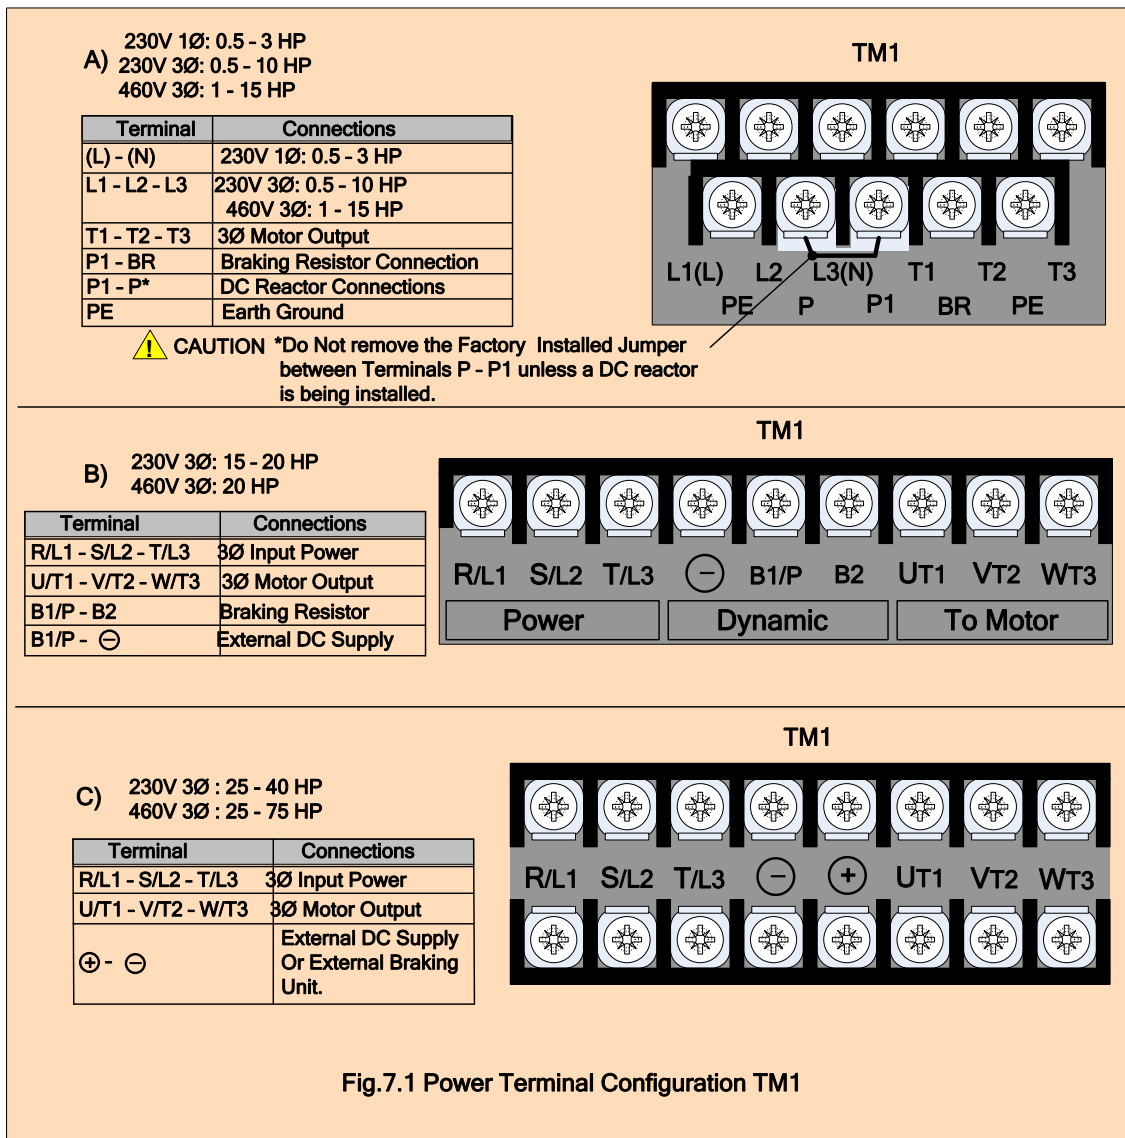 A) 230V 1Ø: 0.5 - 3 HP
230V 3Ø: 0.5 - 10 HP
460V 3Ø: 1 - 15 HP
Terminal Connections
(L) - (N) 230V 1Ø: 0.5 - 3 HP
L1 - L2 - L3 230V 3Ø: 0.5 - 10 HP
460V 3Ø: 1 - 15 HP
T1 - T2 - T3 3Ø Motor Output
P1 - BR Braking Resistor Connection
P1 - P* DC Reactor Connections
PE Earth Ground
TM1
L1(L) L2 L3(N) T1 T2 T3
PE P P1 BR PE
! CAUTION *Do Not remove the Factory Installed Jumper
between Terminals P - P1 unless a DC reactor
is being installed.
B) 230V 3Ø: 15 - 20 HP
460V 3Ø: 20 HP
Terminal Connections
R/L1 - S/L2 - T/L3 3Ø Input Power
U/T1 - V/T2 - W/T3 3Ø Motor Output
B1/P - B2 Braking Resistor
B1/P - ⊖ External DC Supply
TM1
R/L1 S/L2 T/L3 ⊖ B1/P B2 UT1 VT2 WT3
Power Dynamic To Motor
C) 230V 3Ø : 25 - 40 HP
460V 3Ø : 25 - 75 HP
Terminal Connections
R/L1 - S/L2 - T/L3 3Ø Input Power
U/T1 - V/T2 - W/T3 3Ø Motor Output
⊕ - ⊖ External DC Supply
Or External Braking
Unit.
TM1
R/L1 S/L2 T/L3 ⊖ ⊕ UT1 VT2 WT3
Fig.7.1 Power Terminal Configuration TM1